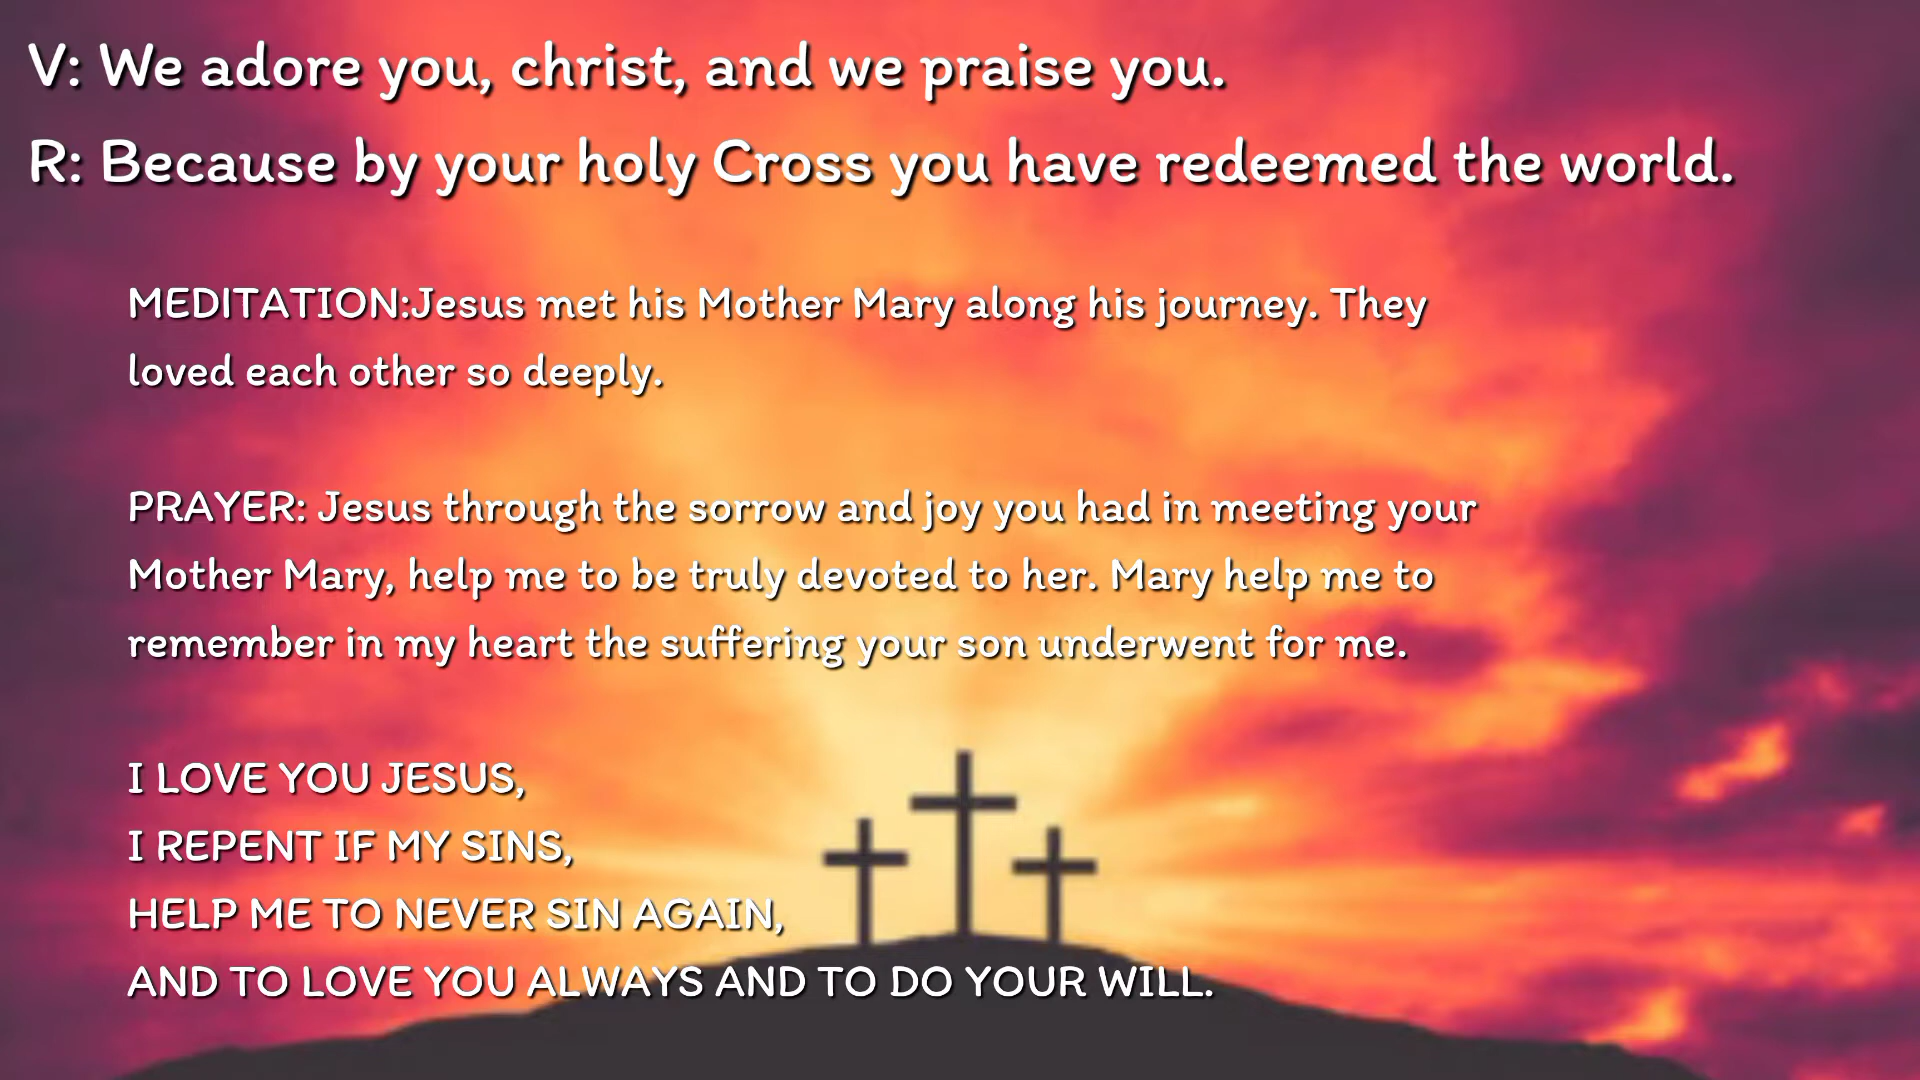 V: We adore you, christ, and we praise you.
R: Because by your holy Cross you have redeemed the world.
MEDITATION:Jesus met his Mother Mary along his journey. They
loved each other so deeply.
PRAYER: Jesus through the sorrow and joy you had in meeting your
Mother Mary, help me to be truly devoted to her. Mary help me to
remember in my heart the suffering your son underwent for me.
I LOVE YOU JESUS,
I REPENT IF MY SINS,
HELP ME TO NEVER SIN AGAIN,
AND TO LOVE YOU ALWAYS AND TO DO YOUR WILL.